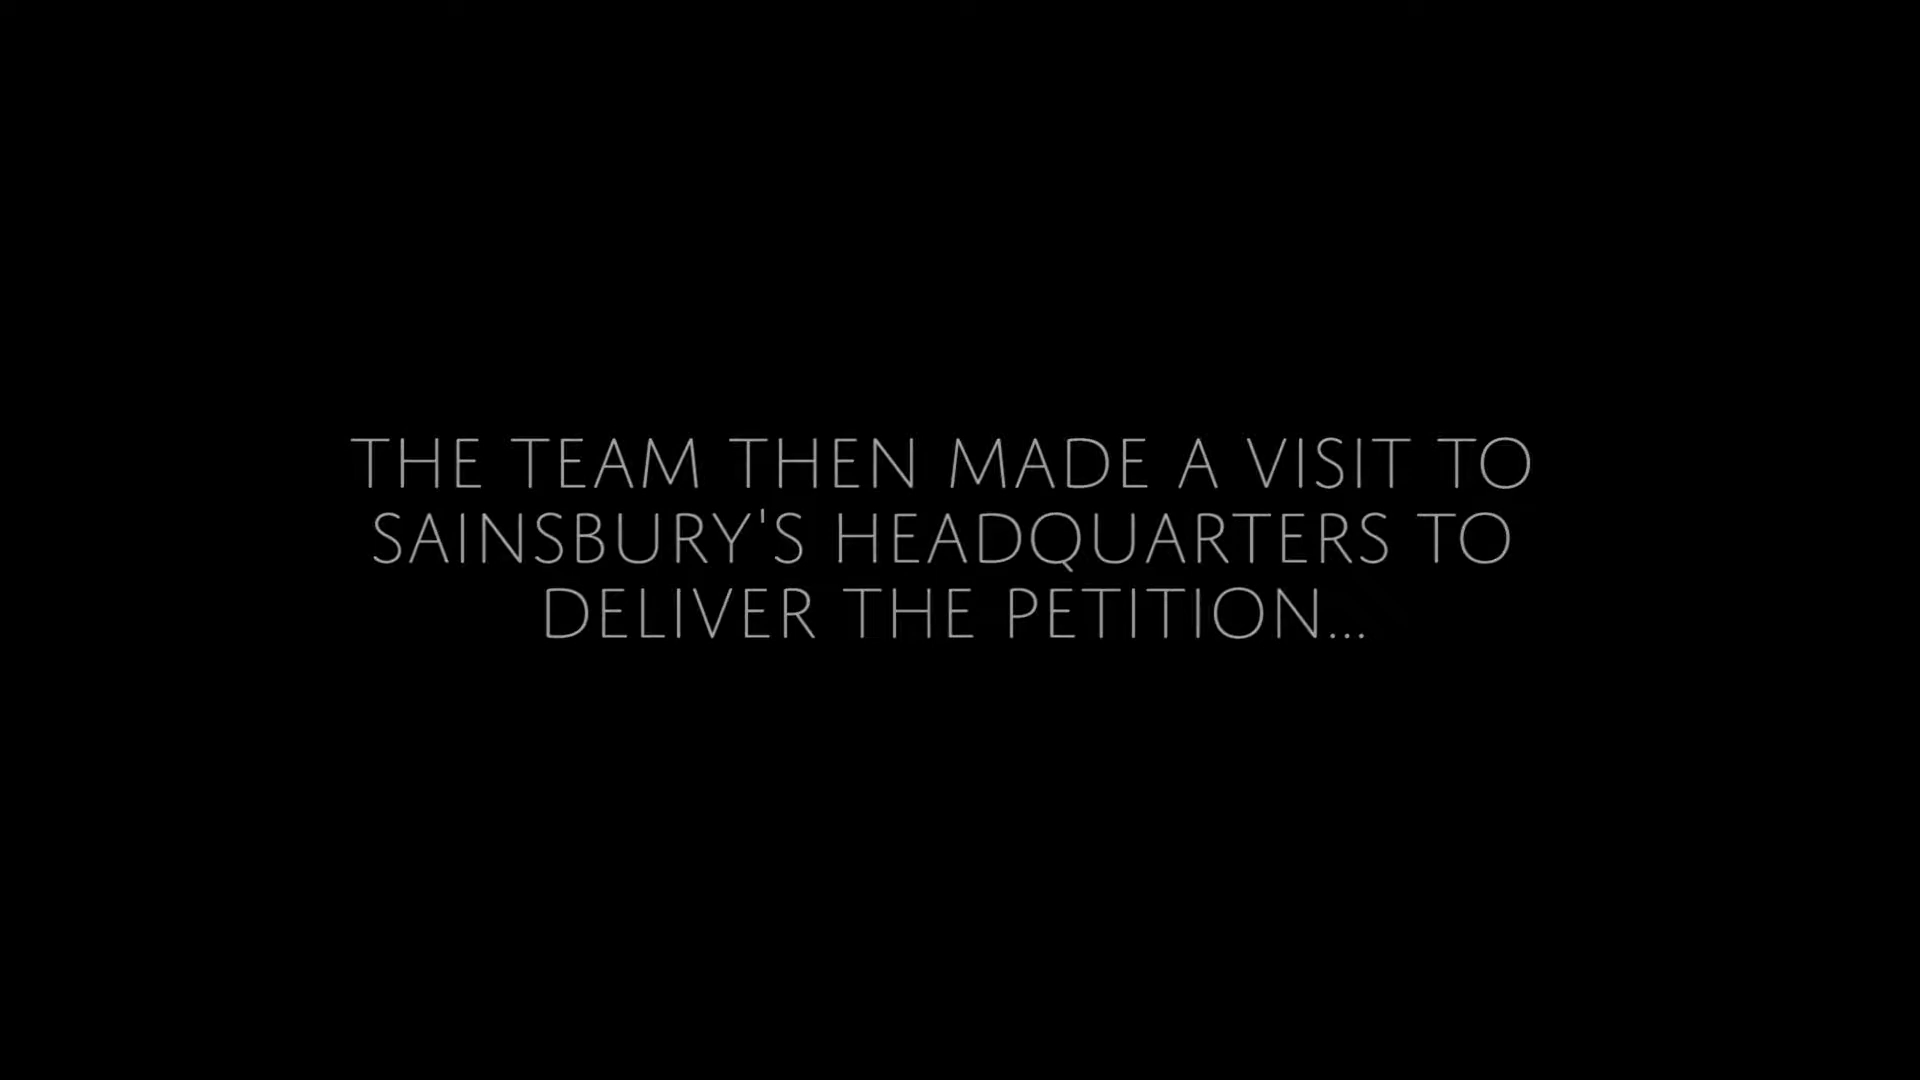 THE TEAM THEN MADE A VISIT TO
SAINSBURY'S HEADQUARTERS TO
DELIVER THE PETITION...